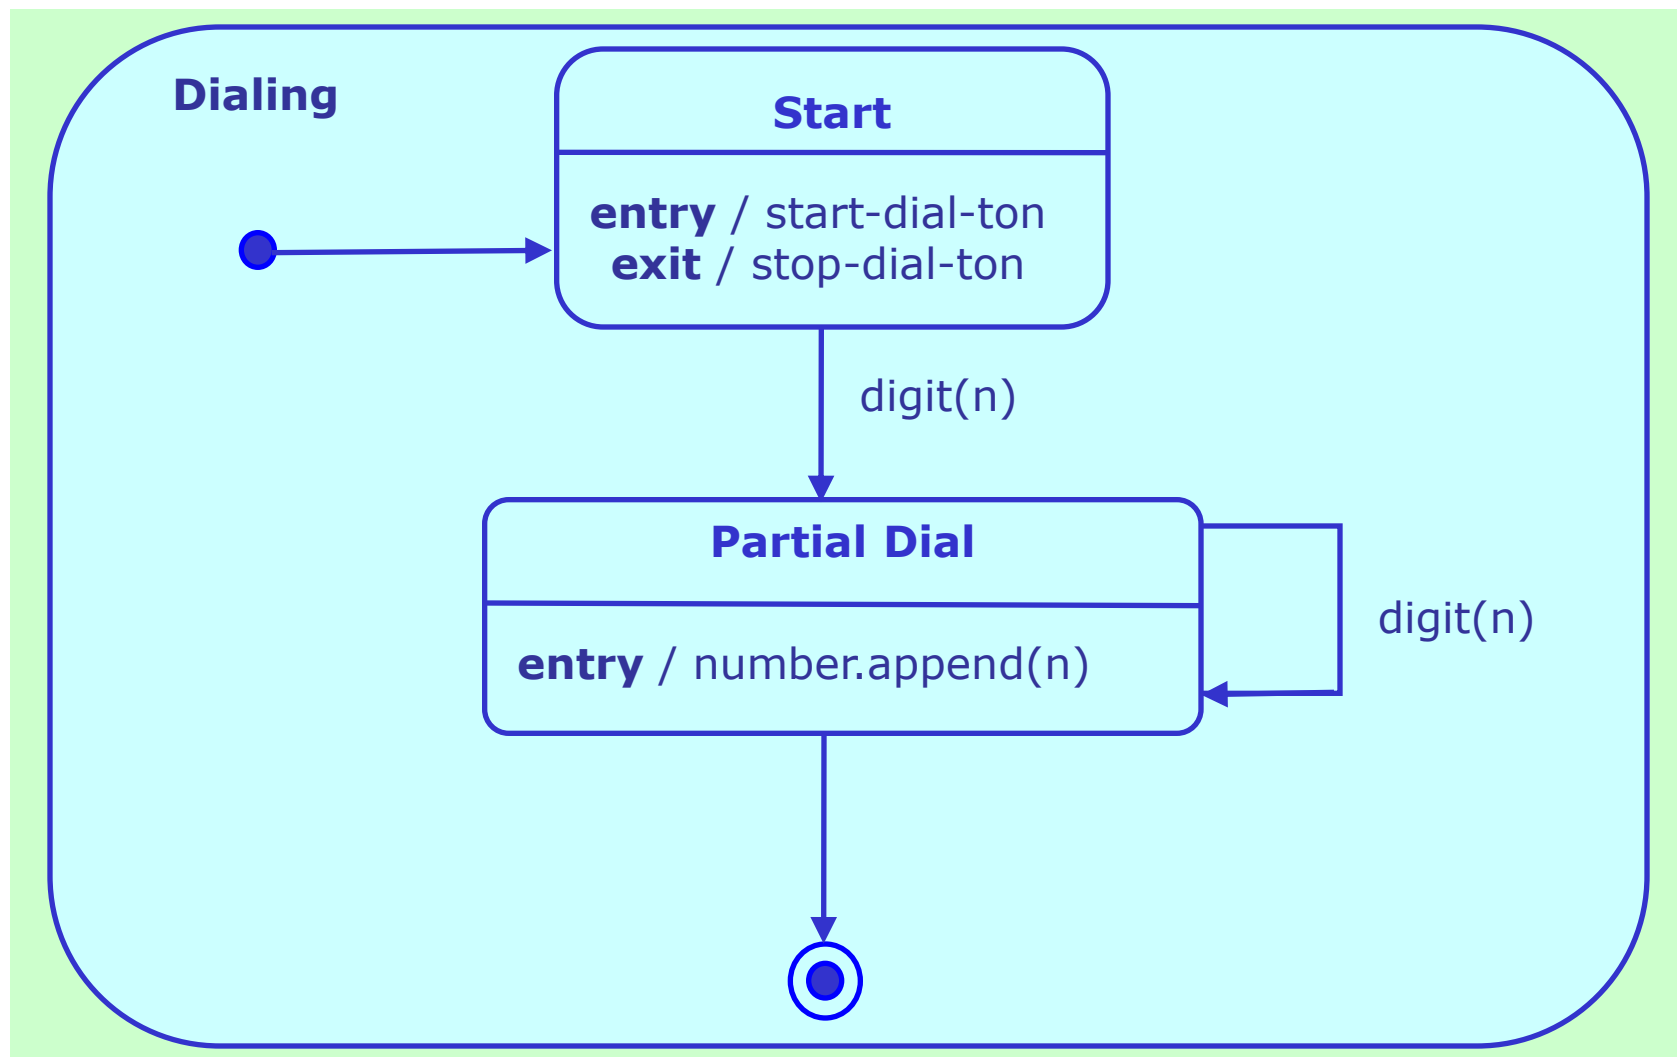 Dialing
Start
entry / start-dial-ton
exit / stop-dial-ton
digit(n)
Partial Dial
digit(n)
entry / number.append(n)